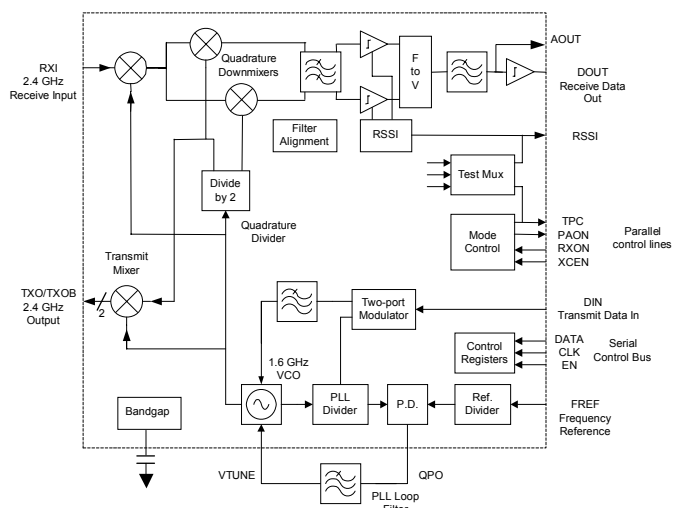 RXI
2.4 GHz
Receive Input
Quadrature
Downmixers
F
to
V
AOUT
DOUT
Receive Data
Out
Filter
Alignment
RSSI
RSSI
Test Mux
Divide
by 2
Quadrature
Divider
Mode
Control
TPC
PAON
RXON
XCEN
Parallel
control lines
Transmit
Mixer
TXO/TXOB
2.4 GHz
Output
2
Two-port
Modulator
DIN
Transmit Data In
Control
Registers
DATA
CLK
EN
Serial
Control Bus
1.6 GHz
VCO
PLL
Divider
P.D.
Ref.
Divider
FREF
Frequency
Reference
Bandgap
VTUNE
QPO
PLL Loop
Filter